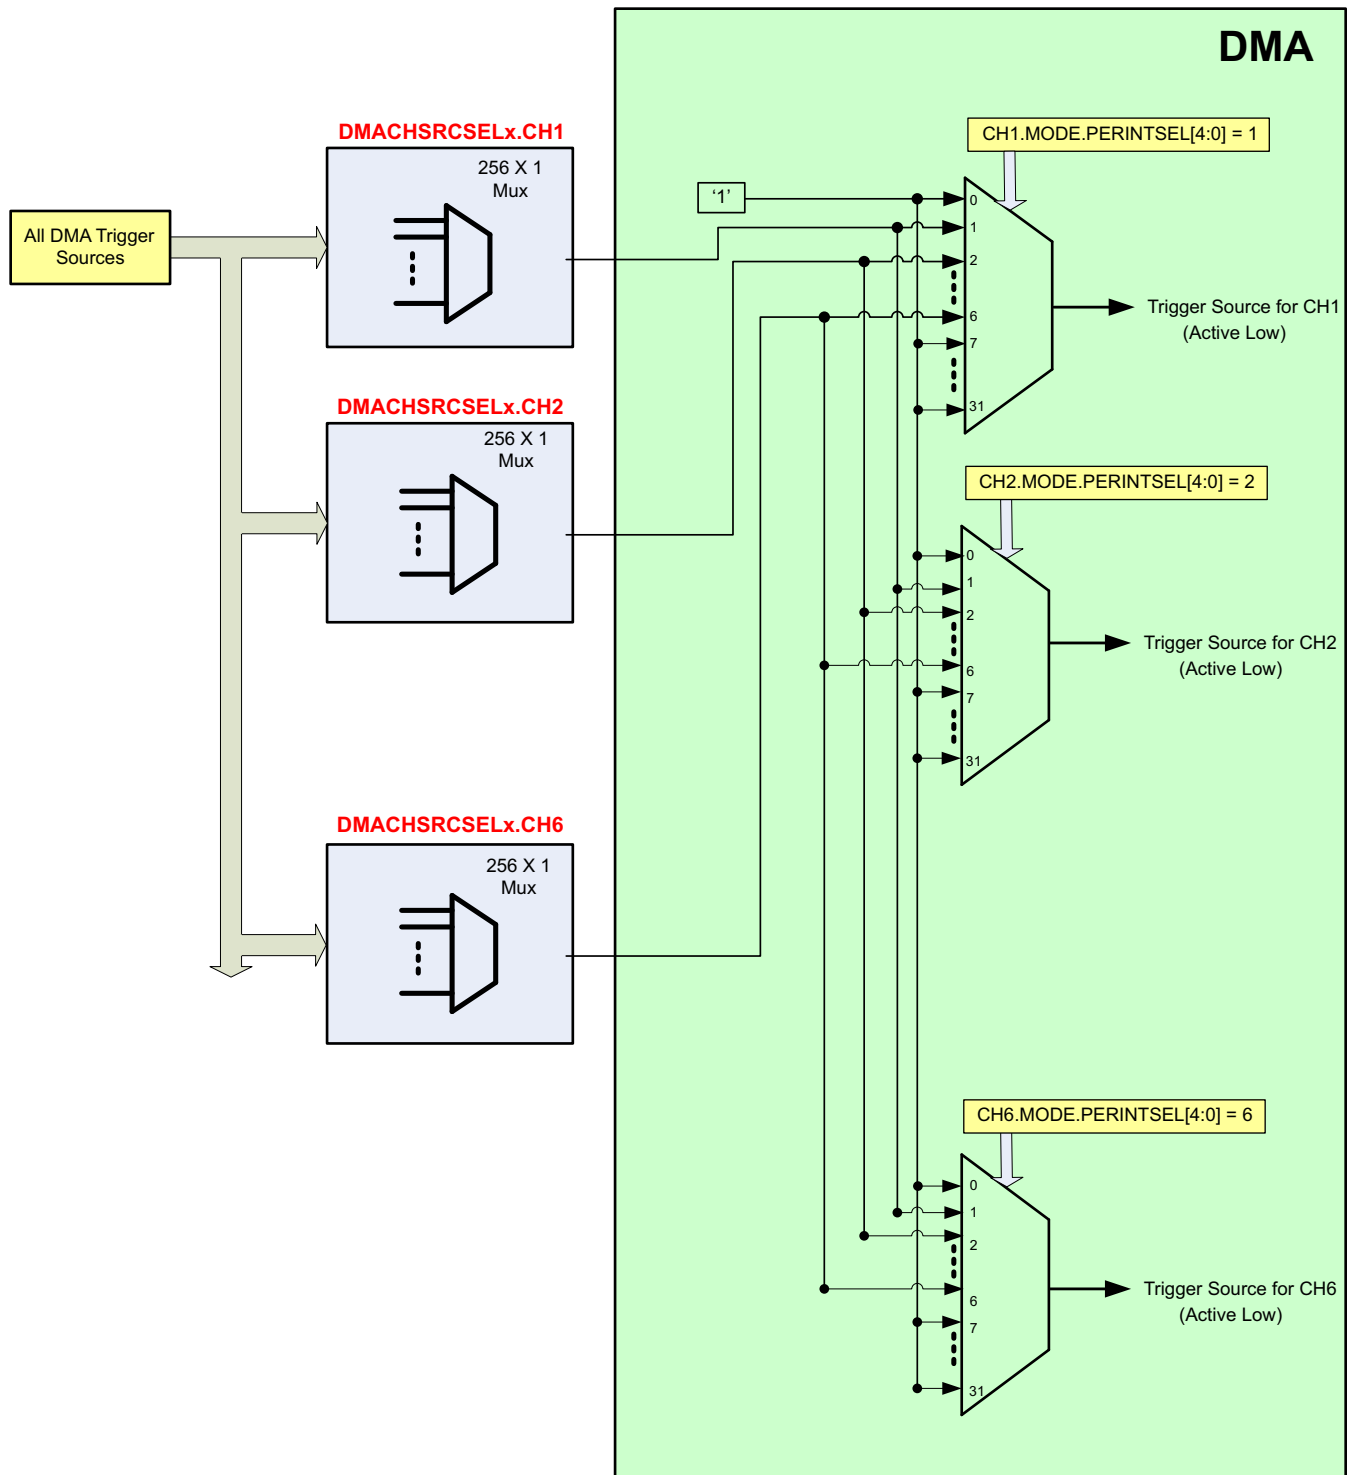 DMA
DMACHSRCSELx.CH1
256 X 1
Mux
All DMA Trigger
Sources
CH1.MODE.PERINTSEL[4:0] = 1
‘1’
0
1
2
6
7
31
Trigger Source for CH1
(Active Low)
DMACHSRCSELx.CH2
256 X 1
Mux
CH2.MODE.PERINTSEL[4:0] = 2
0
1
2
6
7
31
Trigger Source for CH2
(Active Low)
DMACHSRCSELx.CH6
256 X 1
Mux
CH6.MODE.PERINTSEL[4:0] = 6
0
1
2
6
7
31
Trigger Source for CH6
(Active Low)